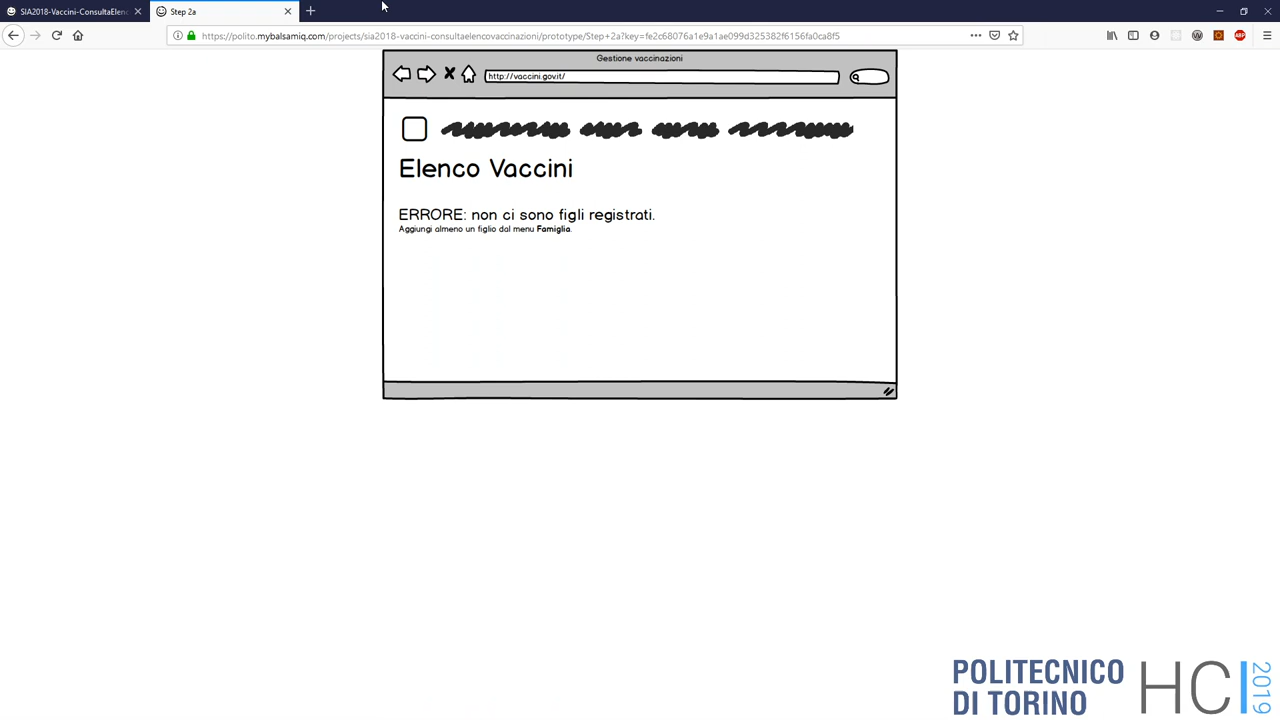 SIA2018-Vaccini-ConsultaElenc
Step 2a
https://polito.mybalsamiq.com/projects/sia2018-vaccini-consultaelencovaccinazioni/prototype/Step+2a?key=fe2c68076a1e9a1ae099d325382f6156fa0ca8f5
ABP
Gestione vaccinazioni
http://vaccini.gov.it/
Elenco Vaccini
ERRORE: non ci sono figli registrati.
Aggiungi almeno un figlio dal menu Famiglia.
POLITECNICO
DI TORINO
HCI
2019